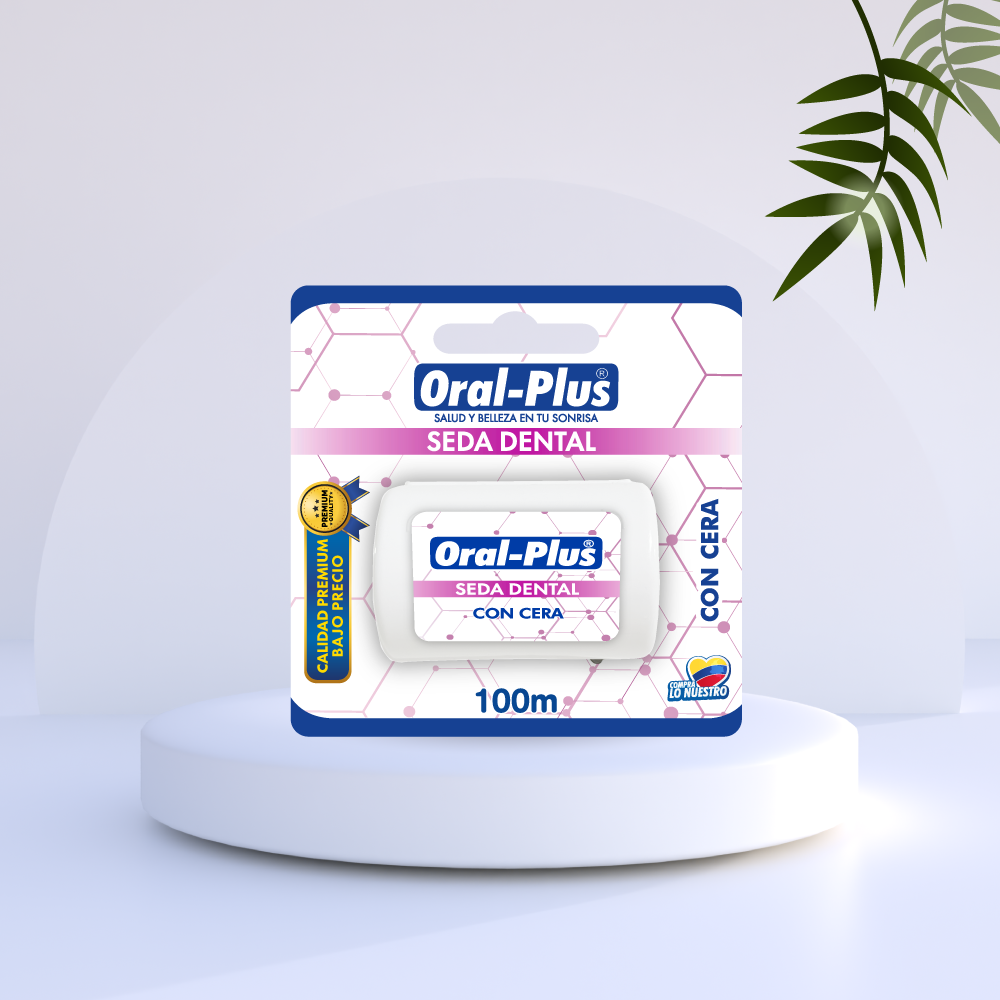 Oral-Plus®
SALUD Y BELLEZA EN TU SONRISA
SEDA DENTAL
PREMIUM
QUALITY
CALIDAD PREMIUM
BAJO PRECIO
Oral-Plus®
SEDA DENTAL
CON CERA
CON CERA
100m
COMPRA
LO NUESTRO